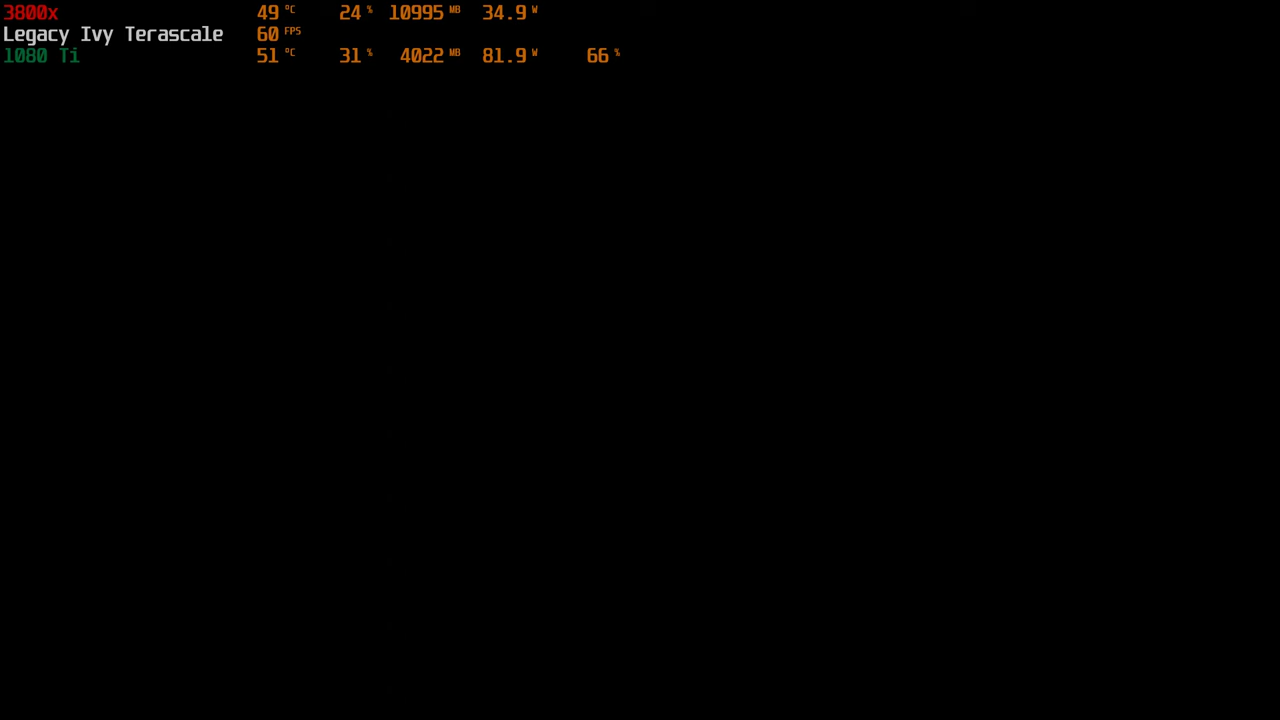 3800x 49 °C 24 % 10995 MB 34.9 W
Legacy Ivy Terascale 60 FPS
1080 Ti 51 °C 31 % 4022 MB 81.9 W 66 %